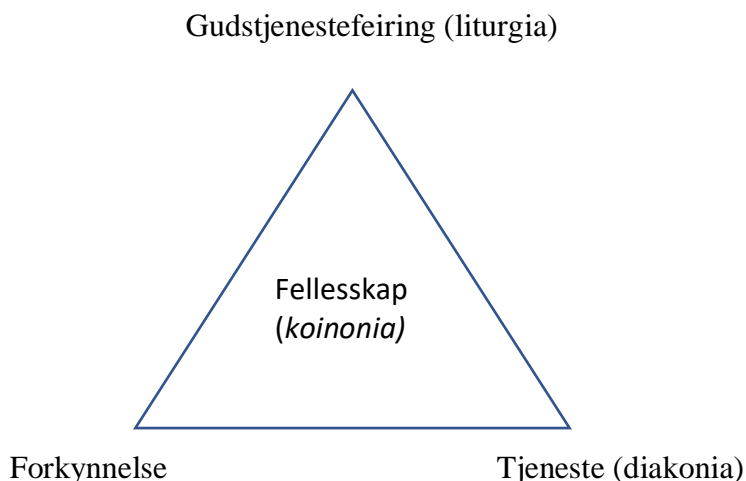 Gudstjenestefeiring (liturgia)
Fellesskap
(koinonia)
Forkynnelse
Tjeneste (diakonia)